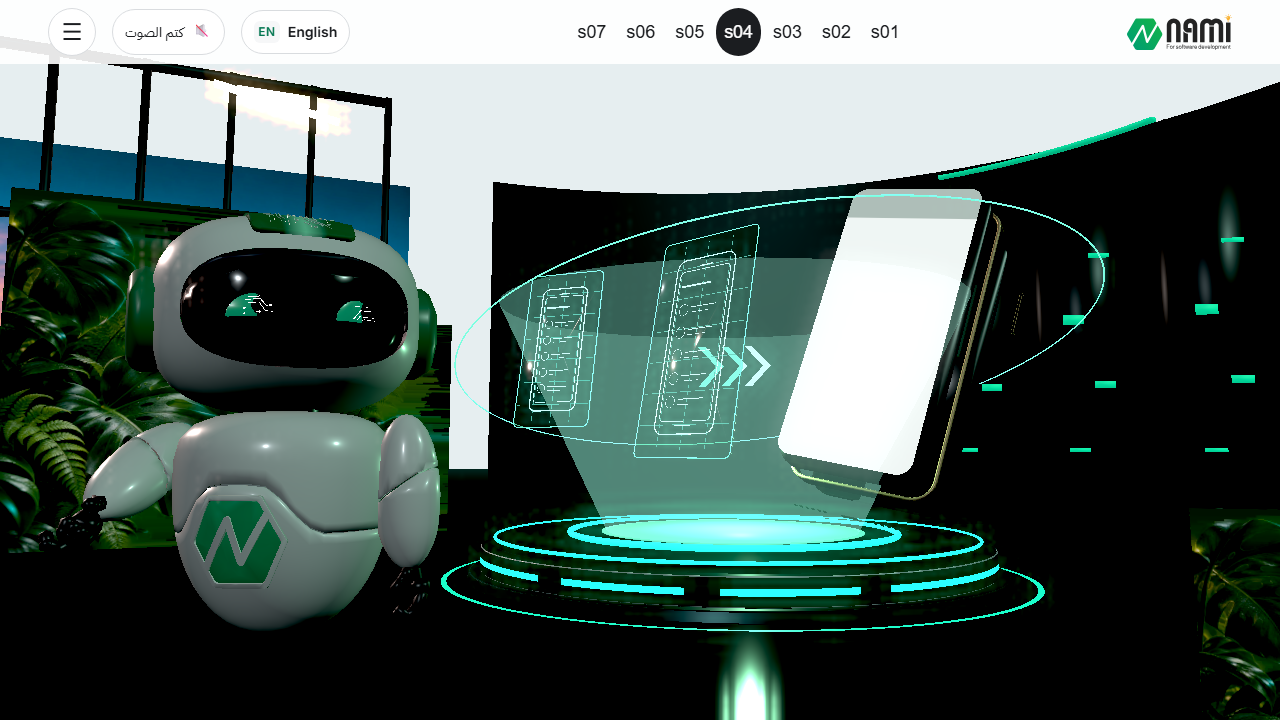 كتم الصوت
EN English
s07 s06 s05 s04 s03 s02 s01
NAMi
For software development